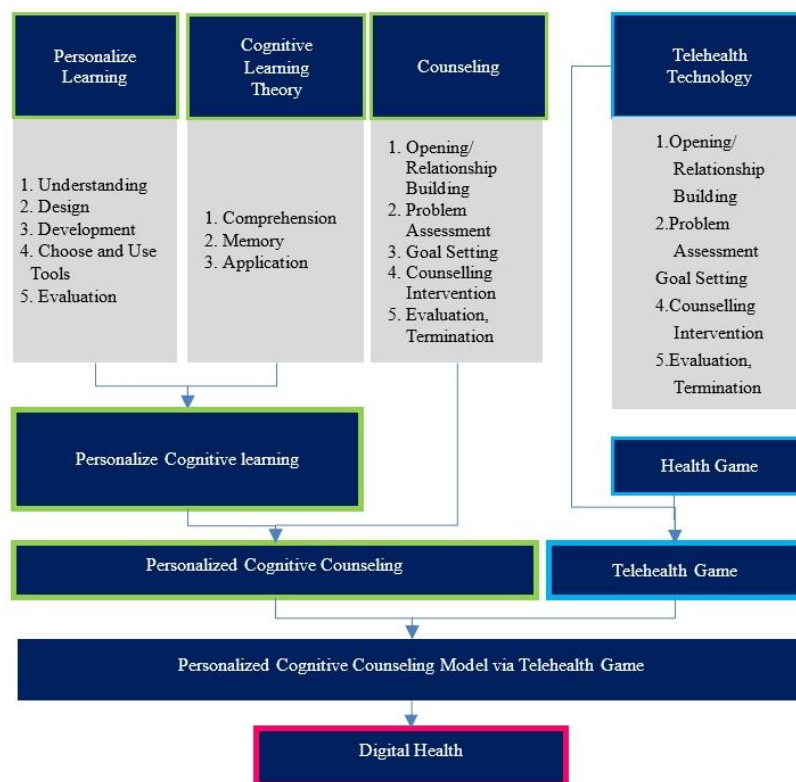 Personalize
Learning
Cognitive
Learning
Theory
Counseling
Telehealth
Technology
1. Understanding
2. Design
3. Development
4. Choose and Use
Tools
5. Evaluation
1. Comprehension
2. Memory
3. Application
1. Opening/
Relationship
Building
2. Problem
Assessment
3. Goal Setting
4. Counselling
Intervention
5. Evaluation,
Termination
1.Opening/
Relationship
Building
2.Problem
Assessment
Goal Setting
4.Counselling
Intervention
5.Evaluation,
Termination
Personalize Cognitive learning
Health Game
Personalized Cognitive Counseling
Telehealth Game
Personalized Cognitive Counseling Model via Telehealth Game
Digital Health